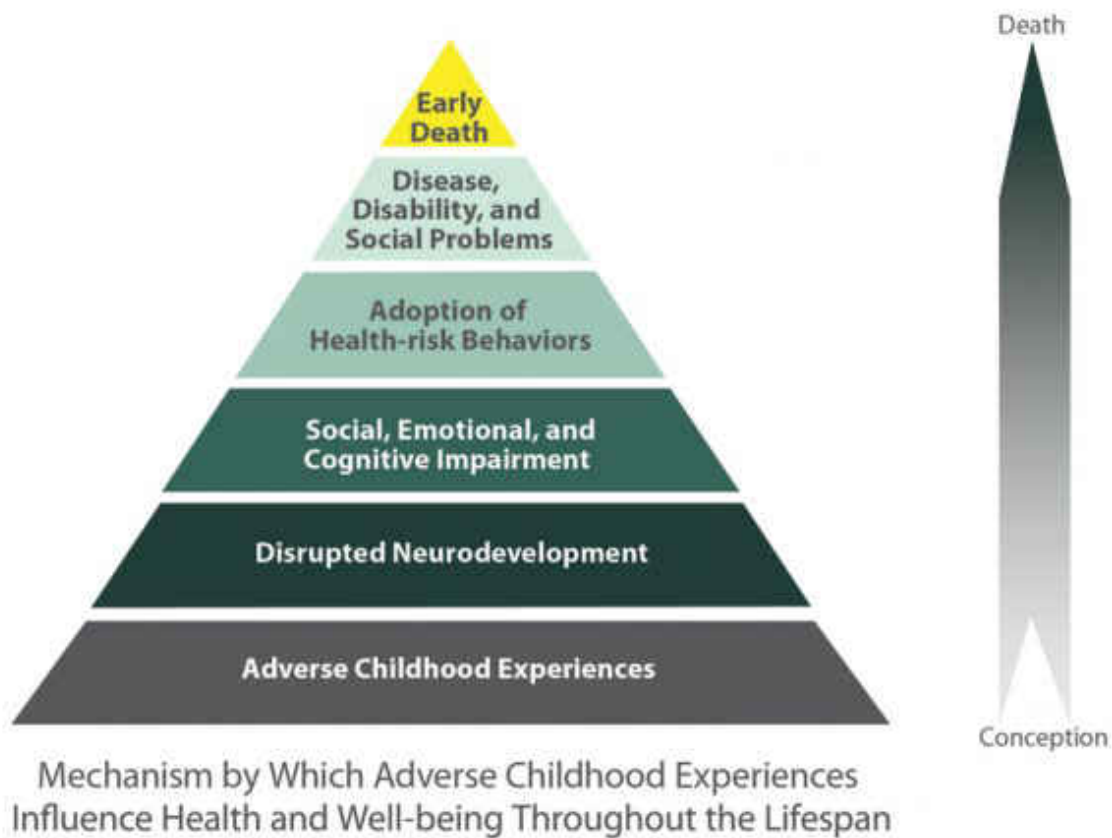 Death
Early
Death
Disease,
Disability, and
Social Problems
Adoption of
Health-risk Behaviors
Social, Emotional, and
Cognitive Impairment
Disrupted Neurodevelopment
Adverse Childhood Experiences
Conception
Mechanism by Which Adverse Childhood Experiences
Influence Health and Well-being Throughout the Lifespan